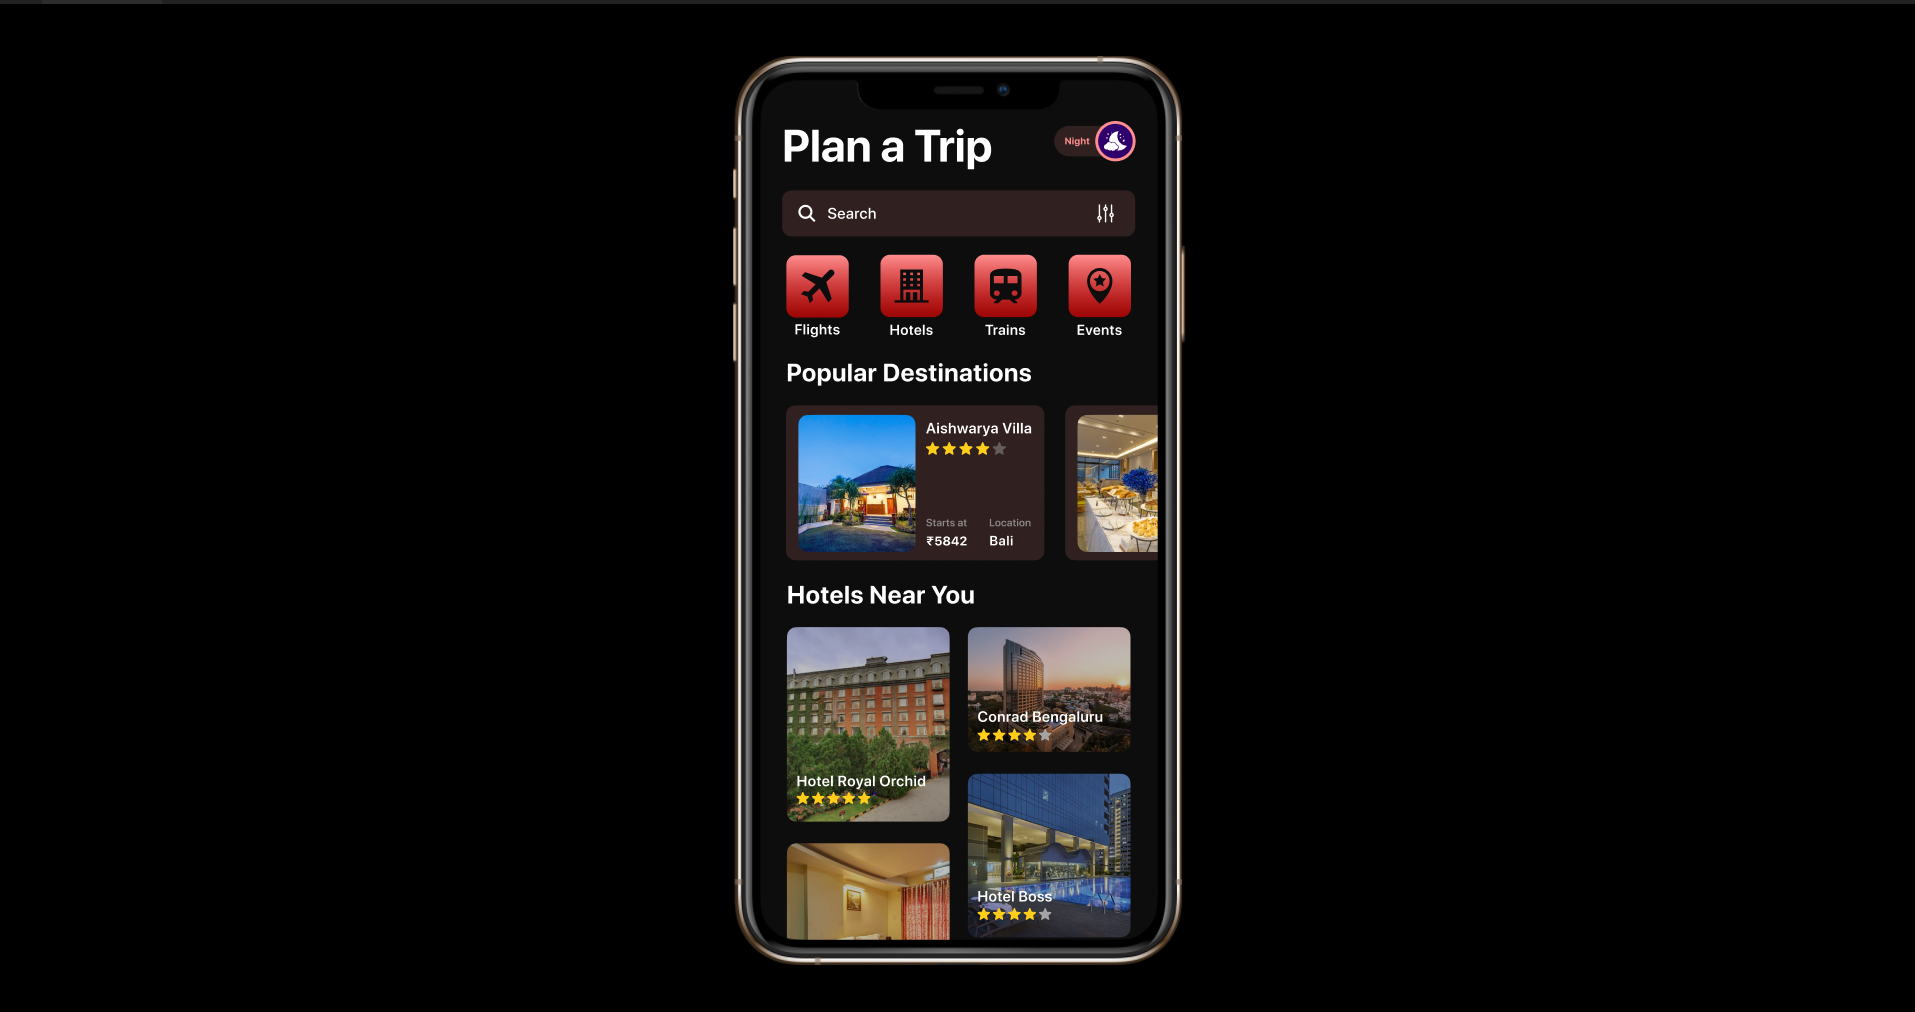 Plan a Trip
Night
Search
Flights
Hotels
Trains
Events
Popular Destinations
Aishwarya Villa
Starts at
Location
₹5842
Bali
Hotels Near You
Conrad Bengaluru
Hotel Royal Orchid
Hotel Boss